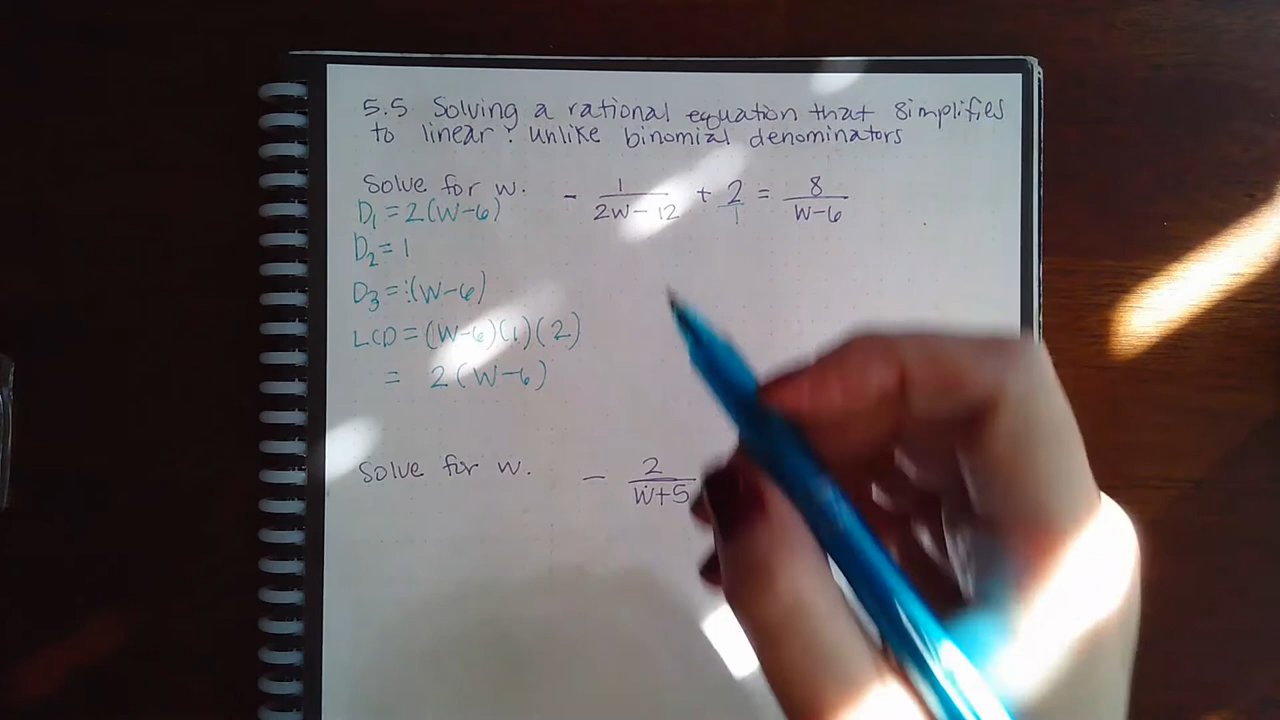 5.5 Solving a rational equation that simplifies
to linear: unlike binomial denominators
Solve for w. - 1/(2w-12) + 2/1 = 8/(w-6)
D₁ = 2(w-6)
D₂ = 1
D₃ = (w-6)
LCD = (w-6)(1)(2)
= 2(w-6)
Solve for w. - 2/(w+5)